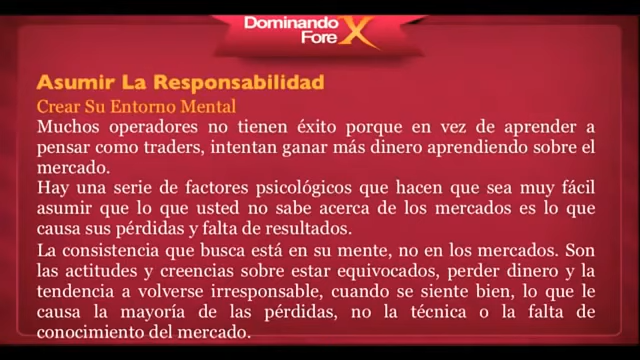 Dominando
ForeX
Asumir La Responsabilidad
Crear Su Entorno Mental
Muchos operadores no tienen éxito porque en vez de aprender a
pensar como traders, intentan ganar más dinero aprendiendo sobre el
mercado.
Hay una serie de factores psicológicos que hacen que sea muy fácil
asumir que lo que usted no sabe acerca de los mercados es lo que
causa sus pérdidas y falta de resultados.
La consistencia que busca está en su mente, no en los mercados. Son
las actitudes y creencias sobre estar equivocados, perder dinero y la
tendencia a volverse irresponsable, cuando se siente bien, lo que le
causa la mayoría de las pérdidas, no la técnica o la falta de
conocimiento del mercado.